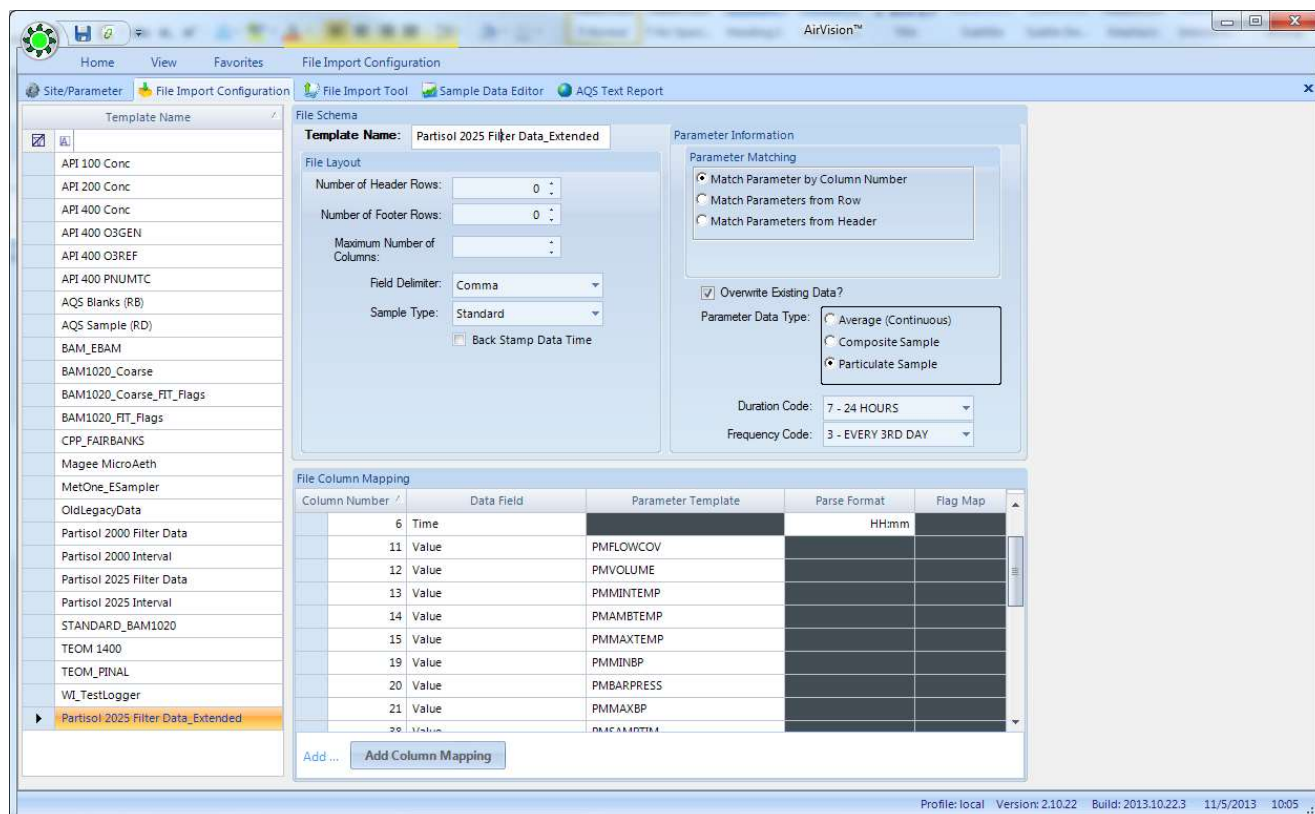 AirVision™
Home View Favorites File Import Configuration
Site/Parameter File Import Configuration File Import Tool Sample Data Editor AQS Text Report
Template Name
API 100 Conc
API 200 Conc
API 400 Conc
API 400 O3GEN
API 400 O3REF
API 400 PNUMTC
AQS Blanks (RB)
AQS Sample (RD)
BAM_EBAM
BAM1020_Coarse
BAM1020_Coarse_FIT_Flags
BAM1020_FIT_Flags
CPP_FAIRBANKS
Magee MicroAeth
MetOne_ESampler
OldLegacyData
Partisol 2000 Filter Data
Partisol 2000 Interval
Partisol 2025 Filter Data
Partisol 2025 Interval
STANDARD_BAM1020
TEOM 1400
TEOM_PINAL
WI_TestLogger
Partisol 2025 Filter Data_Extended
File Schema
Template Name: Partisol 2025 Filter Data_Extended
File Layout
Number of Header Rows: 0
Number of Footer Rows: 0
Maximum Number of
Columns:
Field Delimiter: Comma
Sample Type: Standard
Back Stamp Data Time
Parameter Information
Parameter Matching
Match Parameter by Column Number
Match Parameters from Row
Match Parameters from Header
Overwrite Existing Data?
Parameter Data Type: Average (Continuous)
Composite Sample
Particulate Sample
Duration Code: 7 - 24 HOURS
Frequency Code: 3 - EVERY 3RD DAY
File Column Mapping
Column Number Data Field Parameter Template Parse Format Flag Map
6 Time HH:mm
11 Value PMFLOWCOV
12 Value PMVOLUME
13 Value PMMINTEMP
14 Value PMAMBTEMP
15 Value PMMAXTEMP
19 Value PMMINBP
20 Value PMBARPRESS
21 Value PMMAXBP
38 Value PMSAMPTIM
Add ... Add Column Mapping
Profile: local Version: 2.10.22 Build: 2013.10.22.3 11/5/2013 10:05